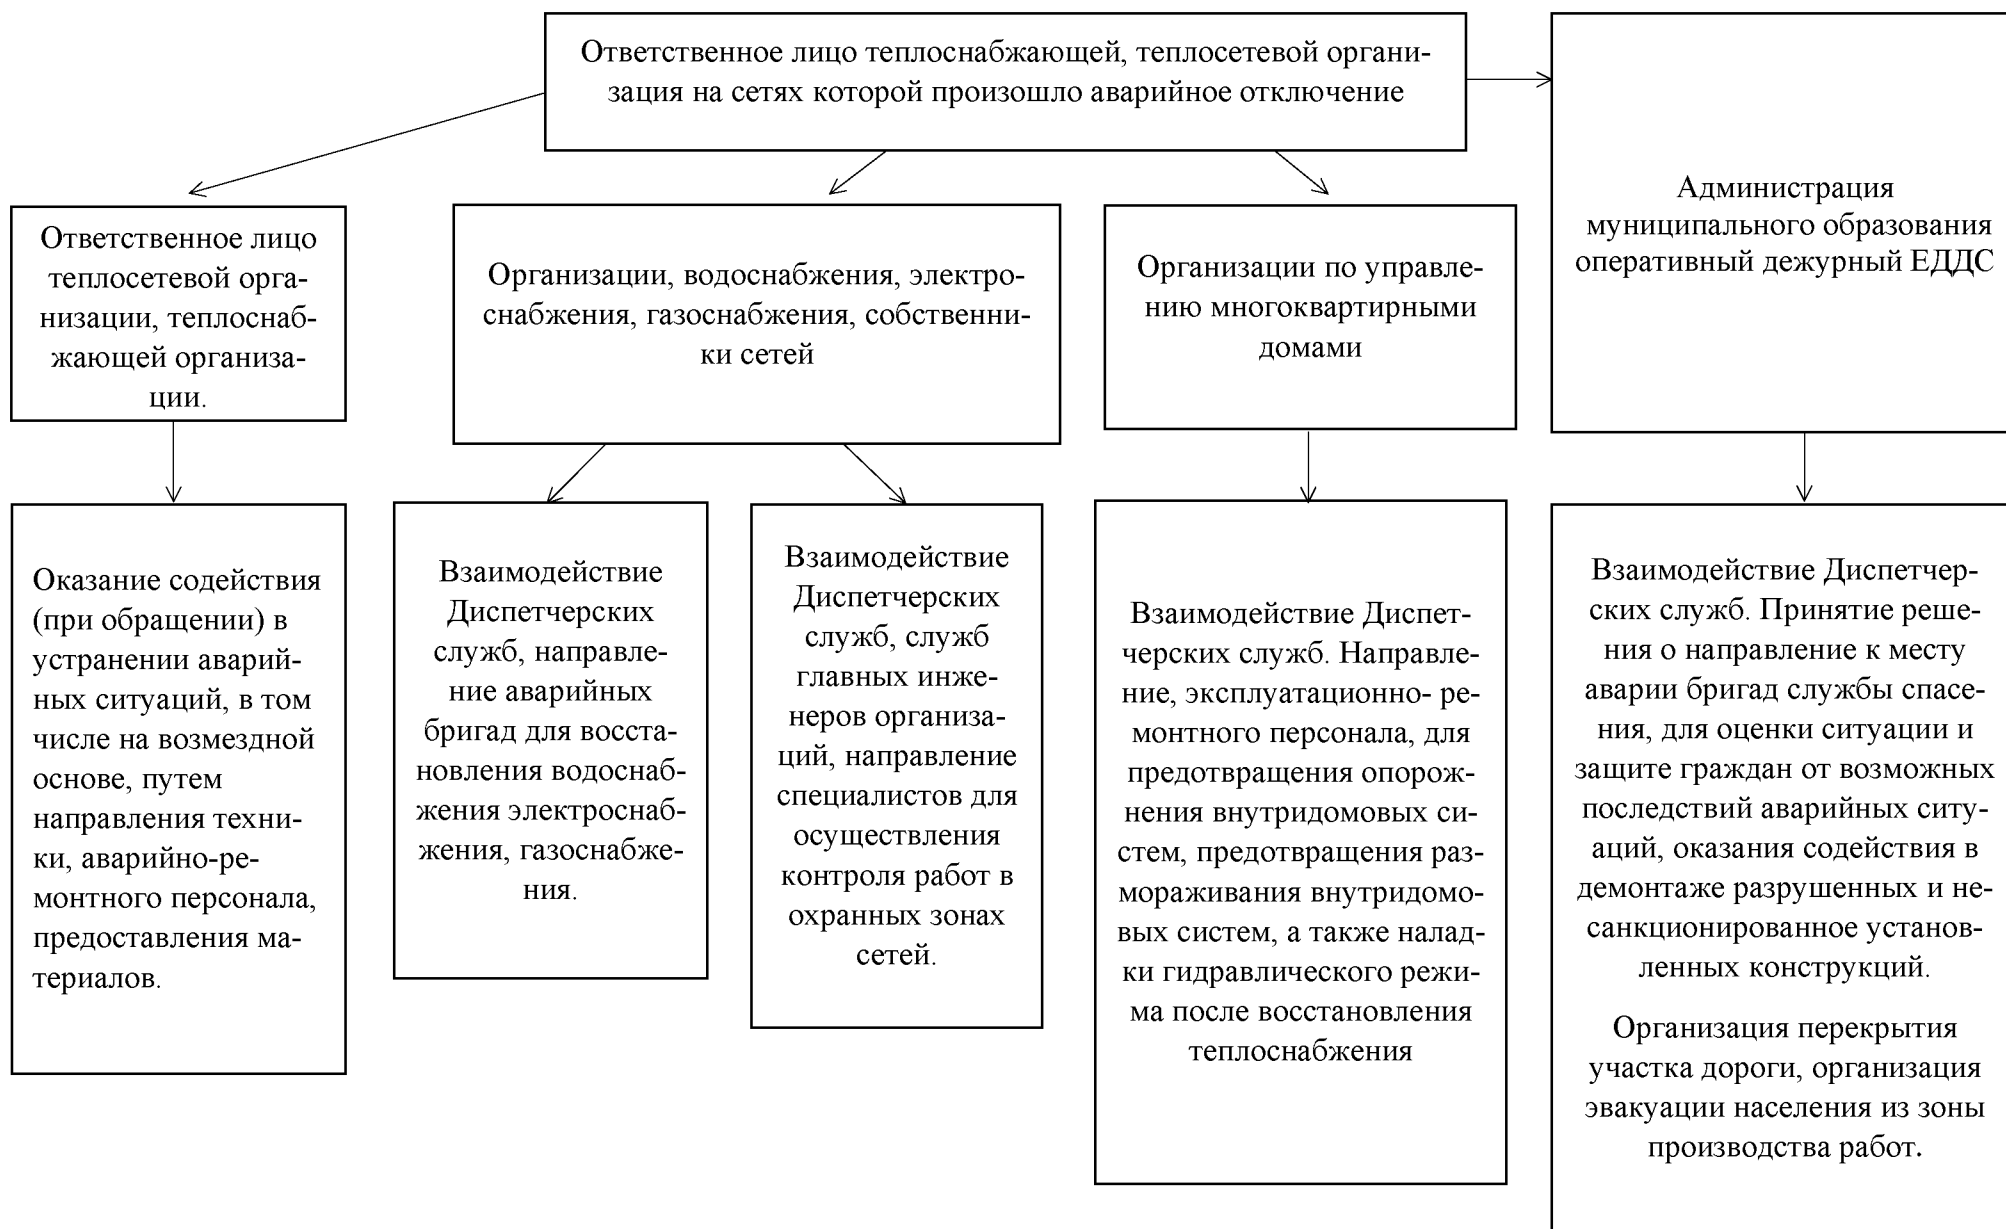 Ответственное лицо теплоснабжающей, теплосетевой органи-
зация на сетях которой произошло аварийное отключение
Администрация
муниципального образования
оперативный дежурный ЕДДС
Ответственное лицо
теплосетевой орга-
низации, теплоснаб-
жающей организа-
ции.
Организации, водоснабжения, электро-
снабжения, газоснабжения, собственни-
ки сетей
Организации по управле-
нию многоквартирными
домами
Оказание содействия
(при обращении) в
устранении аварий-
ных ситуаций, в том
числе на возмездной
основе, путем
направления техни-
ки, аварийно-ре-
монтного персонала,
предоставления ма-
териалов.
Взаимодействие
Диспетчерских
служб, направле-
ние аварийных
бригад для восста-
новления водоснаб-
жения электроснаб-
жения, газоснабже-
ния.
Взаимодействие
Диспетчерских
служб, служб
главных инже-
неров организа-
ций, направление
специалистов для
осуществления
контроля работ в
охранных зонах
сетей.
Взаимодействие Диспет-
черских служб. Направле-
ние, эксплуатационно- ре-
монтного персонала, для
предотвращения опорож-
нения внутридомовых си-
стем, предотвращения раз-
мораживания внутридомо-
вых систем, а также налад-
ки гидравлического режи-
ма после восстановления
теплоснабжения
Взаимодействие Диспетчер-
ских служб. Принятие реше-
ния о направление к месту
аварии бригад службы спасе-
ния, для оценки ситуации и
защите граждан от возможных
последствий аварийных ситу-
аций, оказания содействия в
демонтаже разрушенных и не-
санкционированное установ-
ленных конструкций.
Организация перекрытия
участка дороги, организация
эвакуации населения из зоны
производства работ.